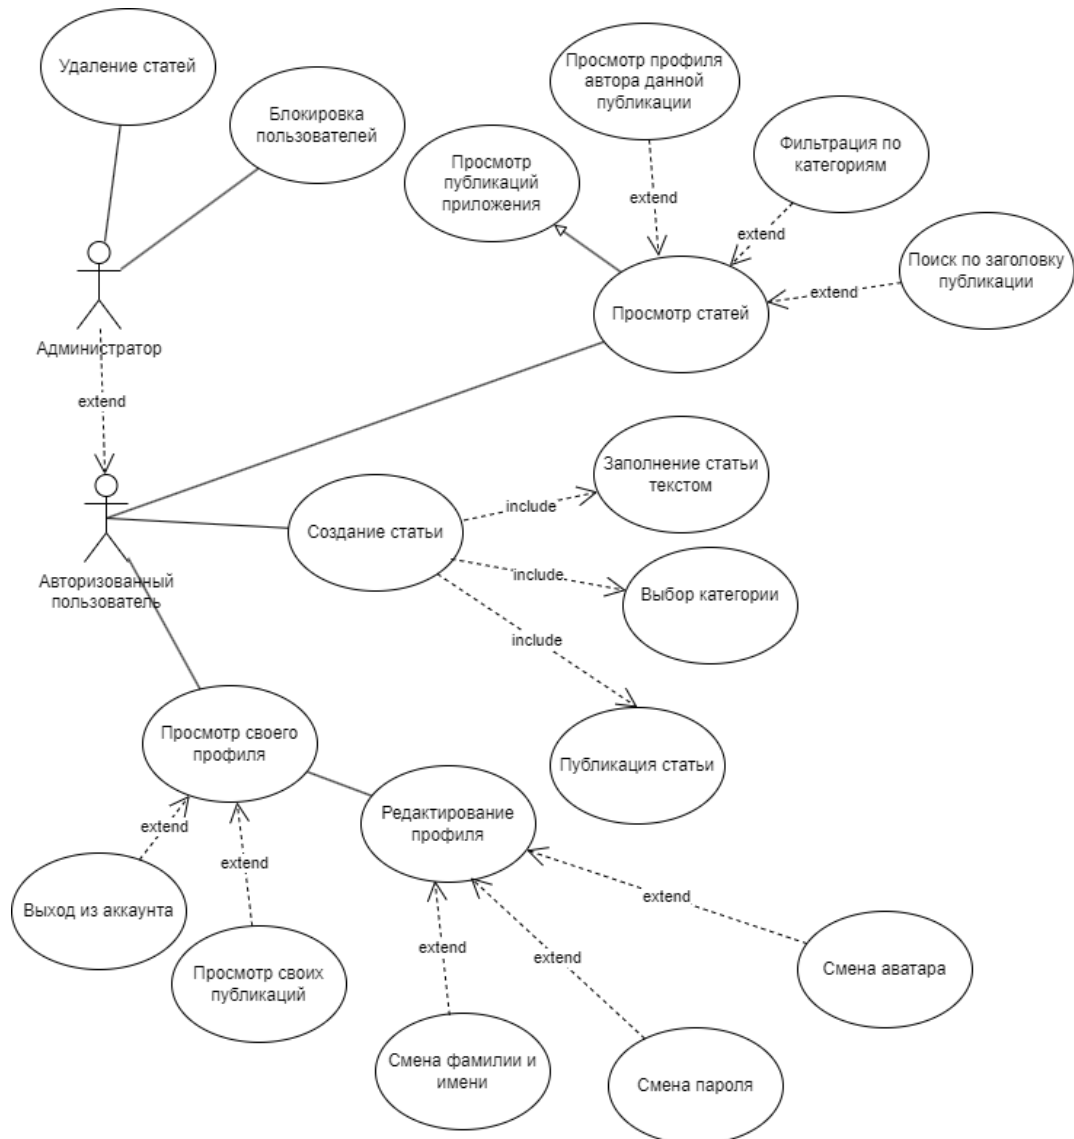 Удаление статей
Блокировка
пользователей
Просмотр профиля
автора данной
публикации
Просмотр
публикаций
приложения
Фильтрация по
категориям
extend
extend
Поиск по заголовку
публикации
extend
Просмотр статей
Администратор
extend
Авторизованный
пользователь
Создание статьи
include
Заполнение статьи
текстом
include
Выбор категории
include
Публикация статьи
Просмотр своего
профиля
Редактирование
профиля
extend
extend
Выход из аккаунта
Просмотр своих
публикаций
extend
extend
extend
Смена аватара
Смена фамилии и
имени
Смена пароля